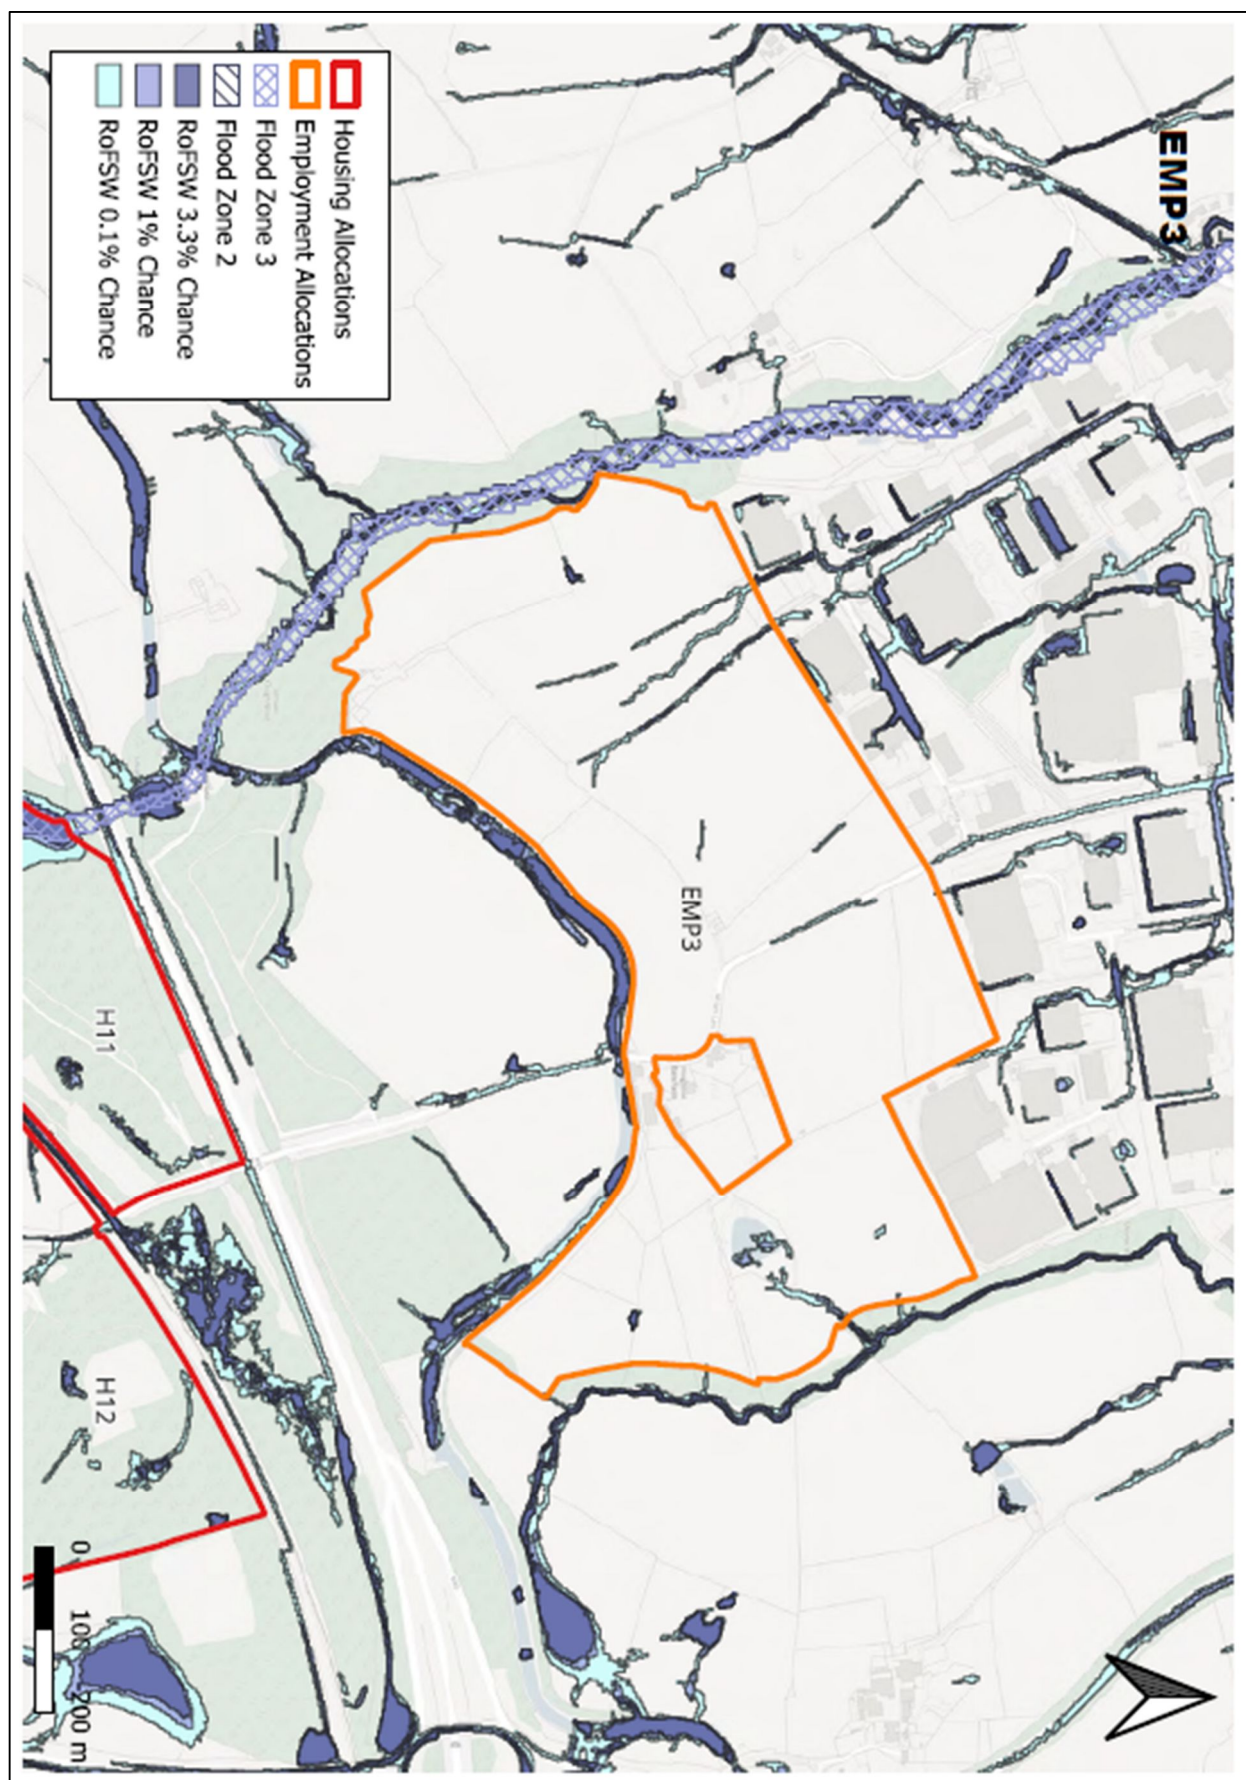 EMP3
Housing Allocations
Employment Allocations
Flood Zone 3
Flood Zone 2
RoFSW 3.3% Chance
RoFSW 1% Chance
RoFSW 0.1% Chance
EMP3
H11
H12
0 100 200 m